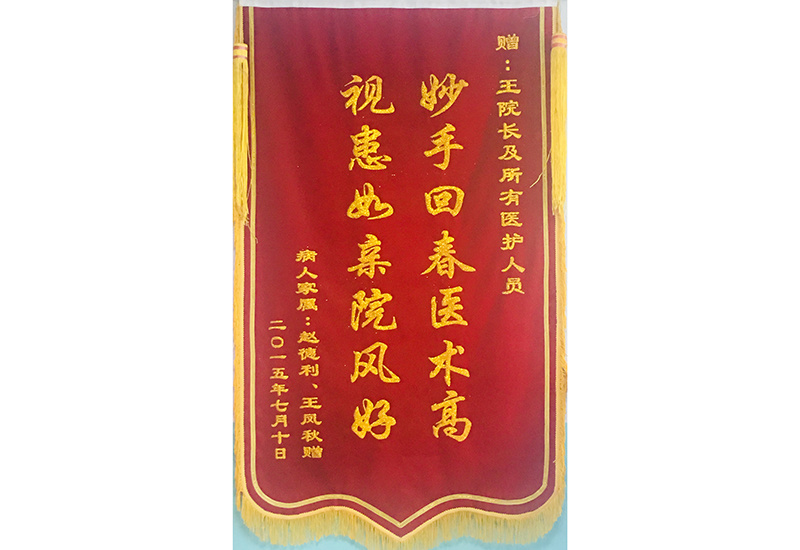 赠：王院长及所有医护人员
妙手回春医术高
视患如亲院风好
病人家属：赵德利、王凤秋赠
二〇一五年七月十日